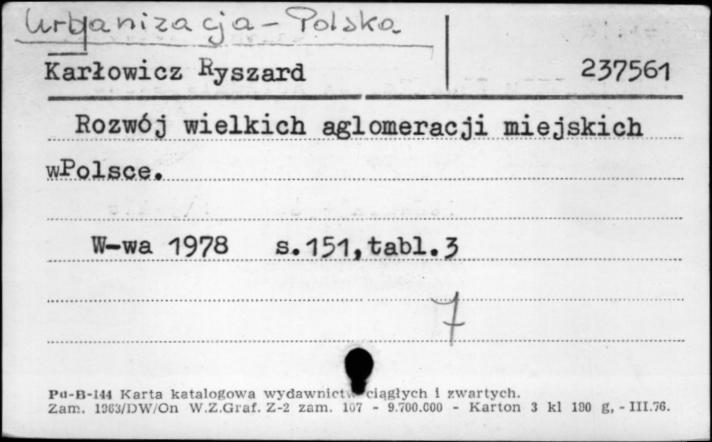 Urbanizacja - Polska
Karłowicz Ryszard 237561
Rozwój wielkich aglomeracji miejskich
wPolsce.
W-wa 1978 s.151,tabl.3
7
Pu-B-144 Karta katalogowa wydawnictw ciągłych i zwartych.
Zam. 1963/DW/On W.Z.Graf. Z-2 zam. 107 - 9.700.000 - Karton 3 kl 190 g, - III.76.